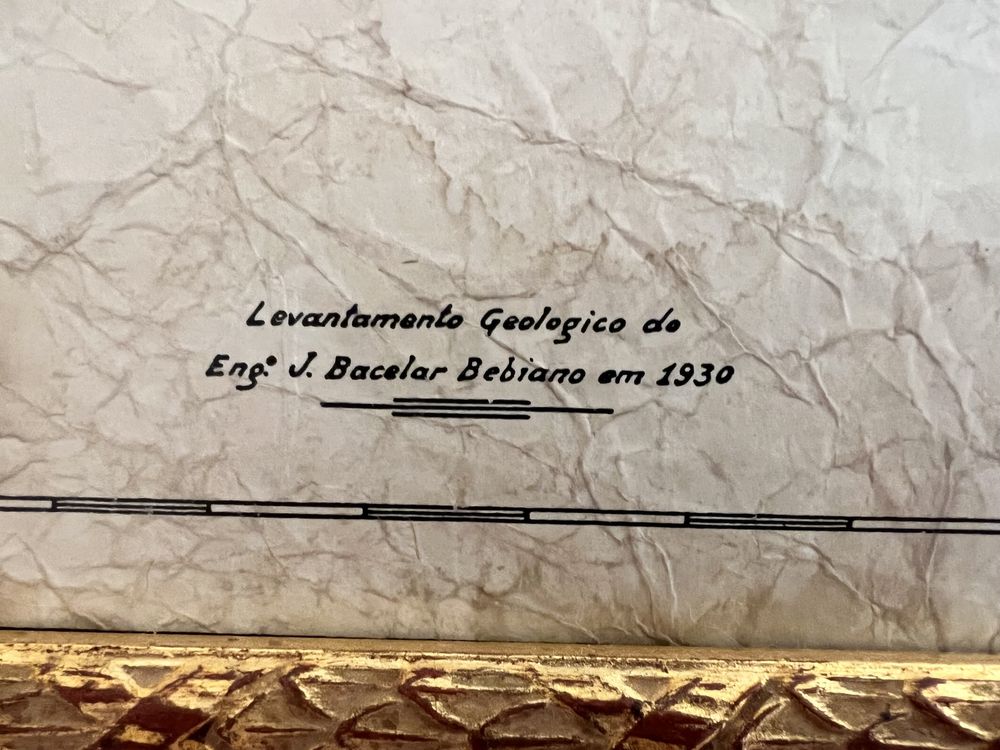 Levantamento Geologico do
Engº. J. Bacelar Bebiano em 1930